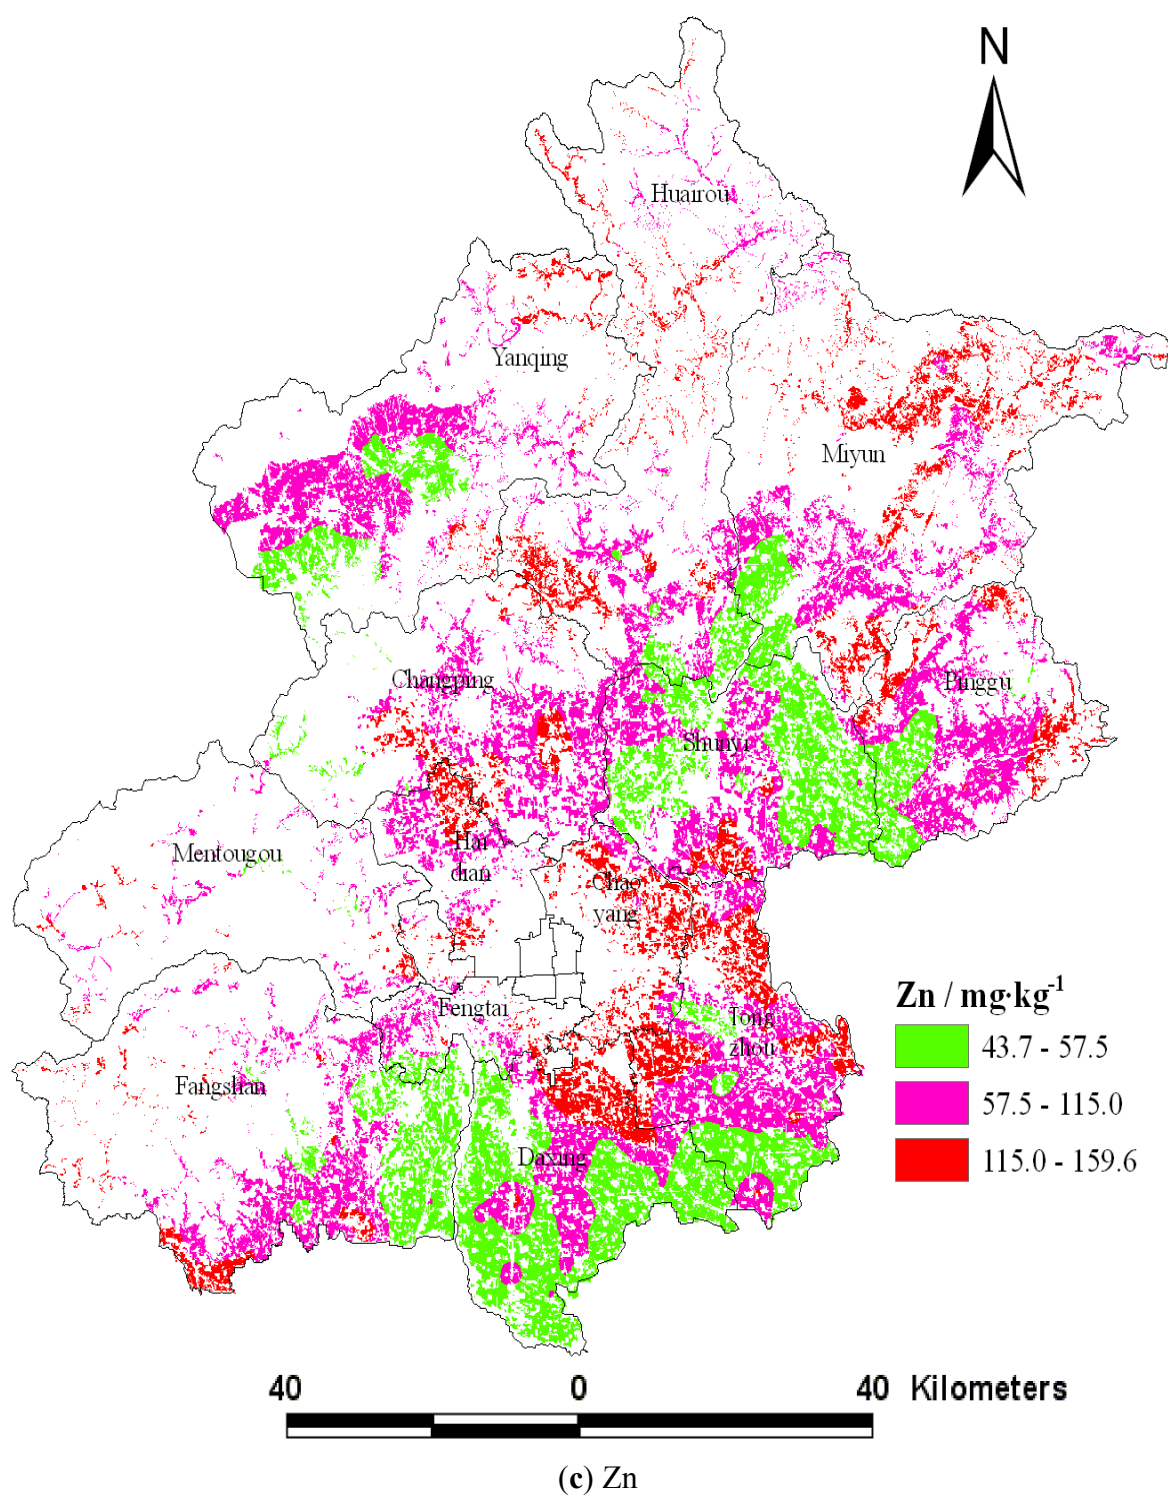 N
Huairou
Yanqing
Miyun
Changping
Pinggu
Shunyi
Hai
dian
Mentougou
Chao
yang
Fengtai
Tong
zhou
Fangshan
Daxing
Zn / mg·kg-1
43.7 - 57.5
57.5 - 115.0
115.0 - 159.6
40 0 40 Kilometers
(c) Zn